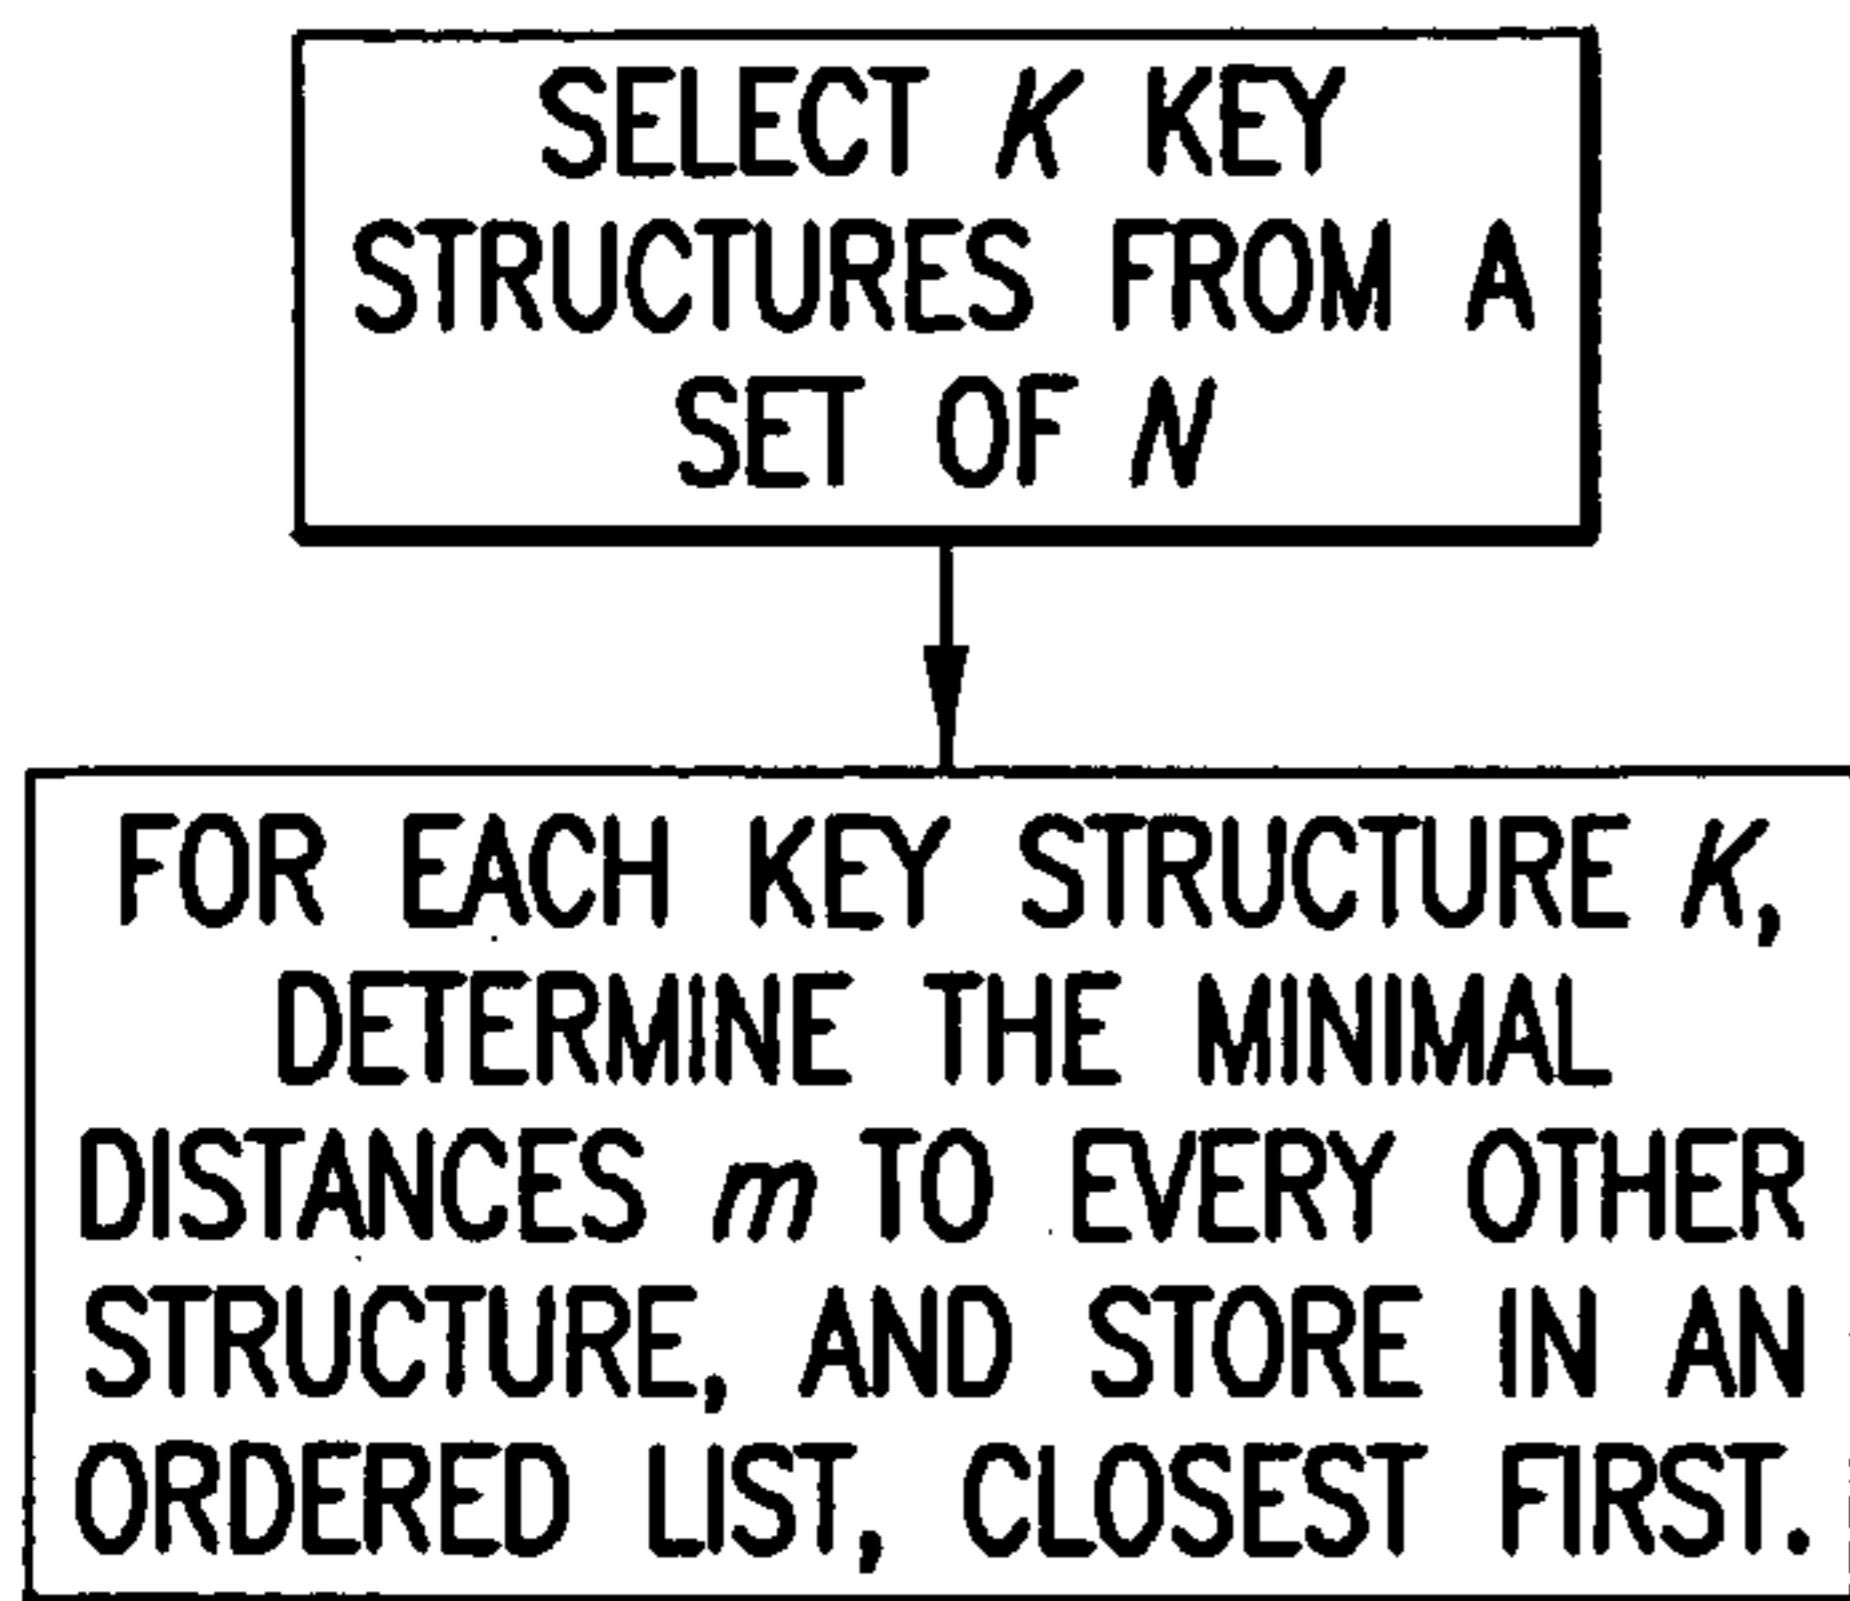 SELECT K KEY
STRUCTURES FROM A
SET OF N
FOR EACH KEY STRUCTURE K,
DETERMINE THE MINIMAL
DISTANCES m TO EVERY OTHER
STRUCTURE, AND STORE IN AN
ORDERED LIST, CLOSEST FIRST.